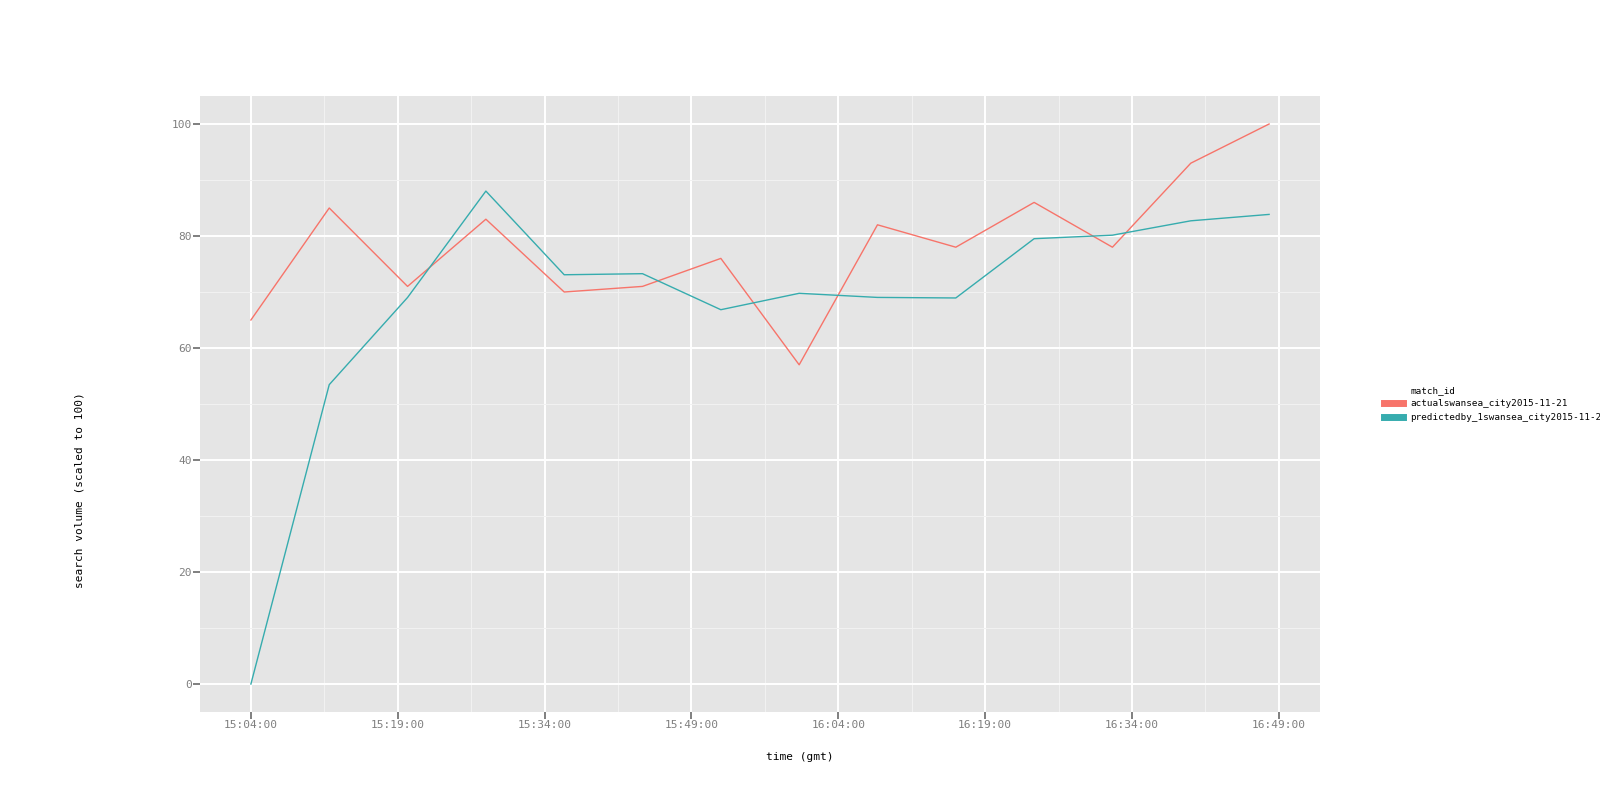 100
80
60
40
20
0
search volume (scaled to 100)
15:04:00 15:19:00 15:34:00 15:49:00 16:04:00 16:19:00 16:34:00 16:49:00
time (gmt)
match_id
actualswansea_city2015-11-21
predictedby_1swansea_city2015-11-2